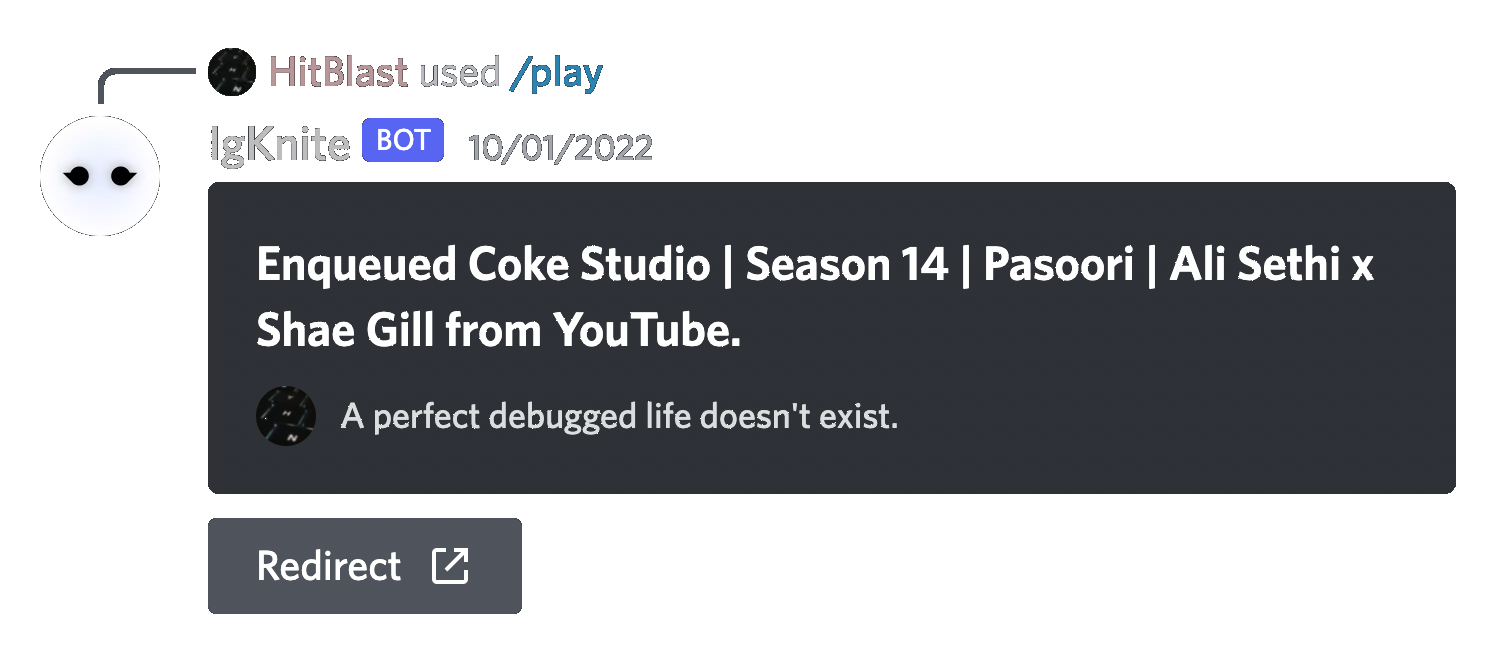 HitBlast used /play
IgKnite BOT 10/01/2022
Enqueued Coke Studio | Season 14 | Pasoori | Ali Sethi x
Shae Gill from YouTube.
A perfect debugged life doesn't exist.
Redirect